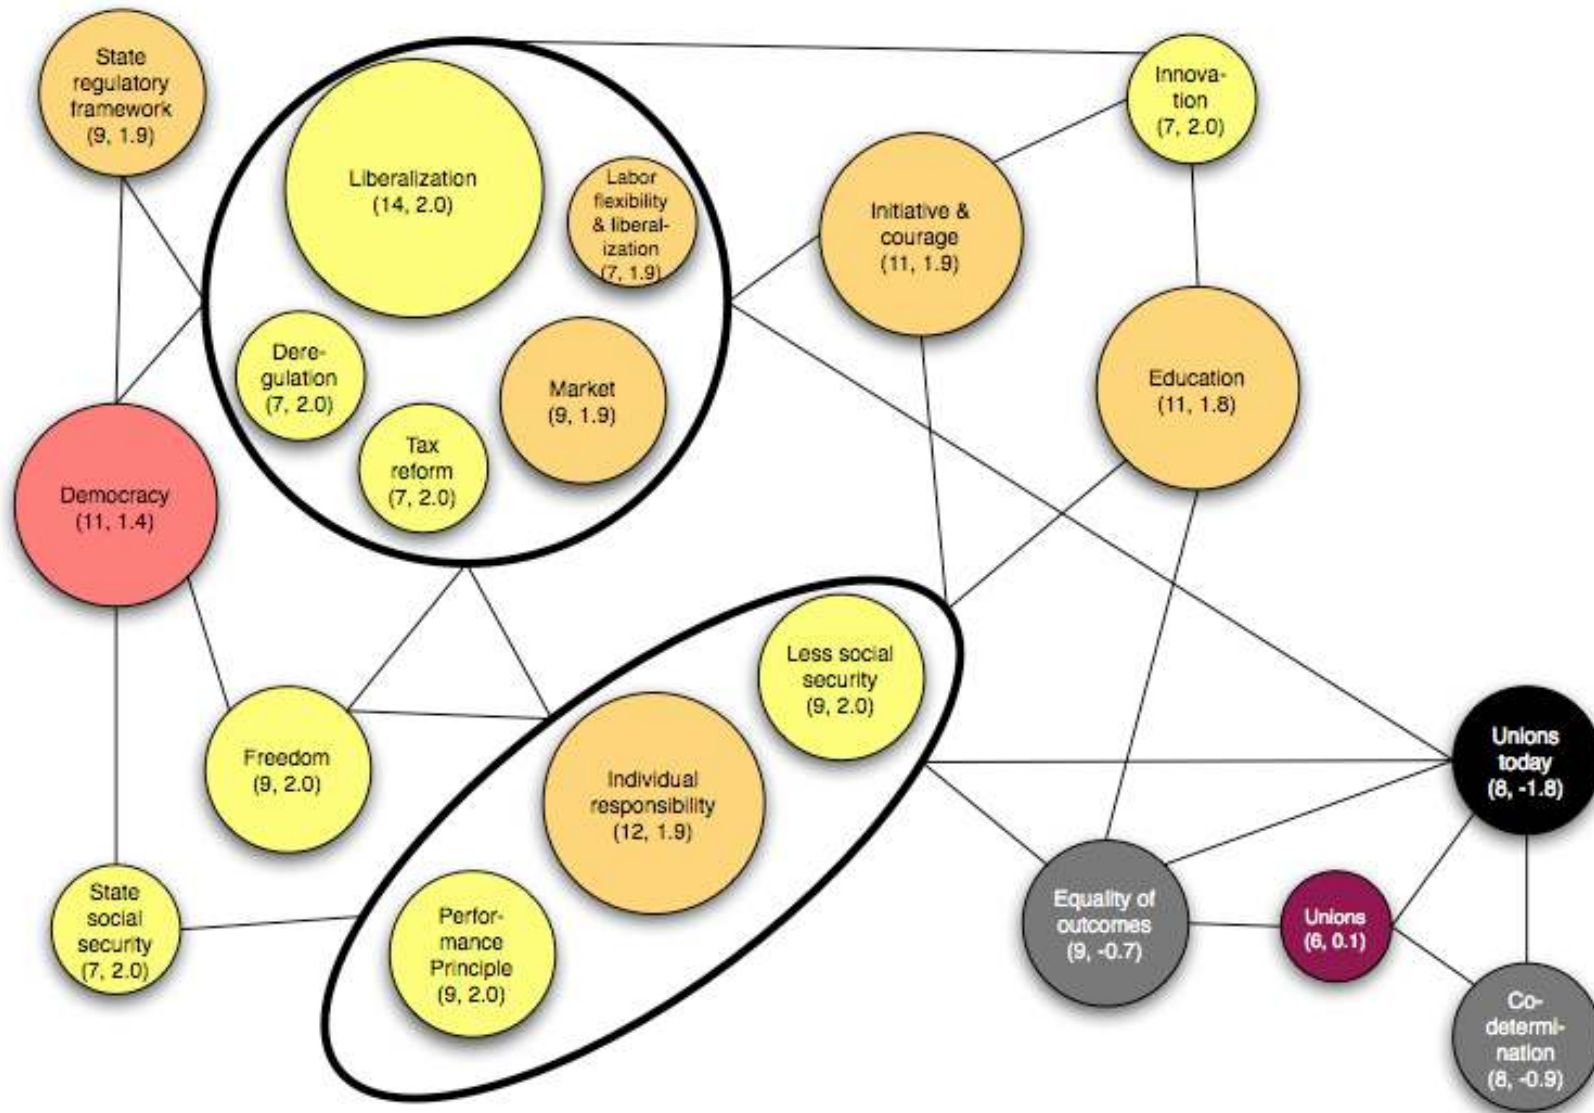 State
regulatory
framework
(9, 1.9)
Liberalization
(14, 2.0)
Labor
flexibility
& liberal-
ization
(7, 1.9)
Dere-
gulation
(7, 2.0)
Tax
reform
(7, 2.0)
Market
(9, 1.9)
Innova-
tion
(7, 2.0)
Initiative &
courage
(11, 1.9)
Education
(11, 1.8)
Democracy
(11, 1.4)
Freedom
(9, 2.0)
State
social
security
(7, 2.0)
Less social
security
(9, 2.0)
Individual
responsibility
(12, 1.9)
Perfor-
mance
Principle
(9, 2.0)
Unions
today
(8, -1.8)
Equality of
outcomes
(9, -0.7)
Unions
(6, 0.1)
Co-
determi-
nation
(8, -0.9)